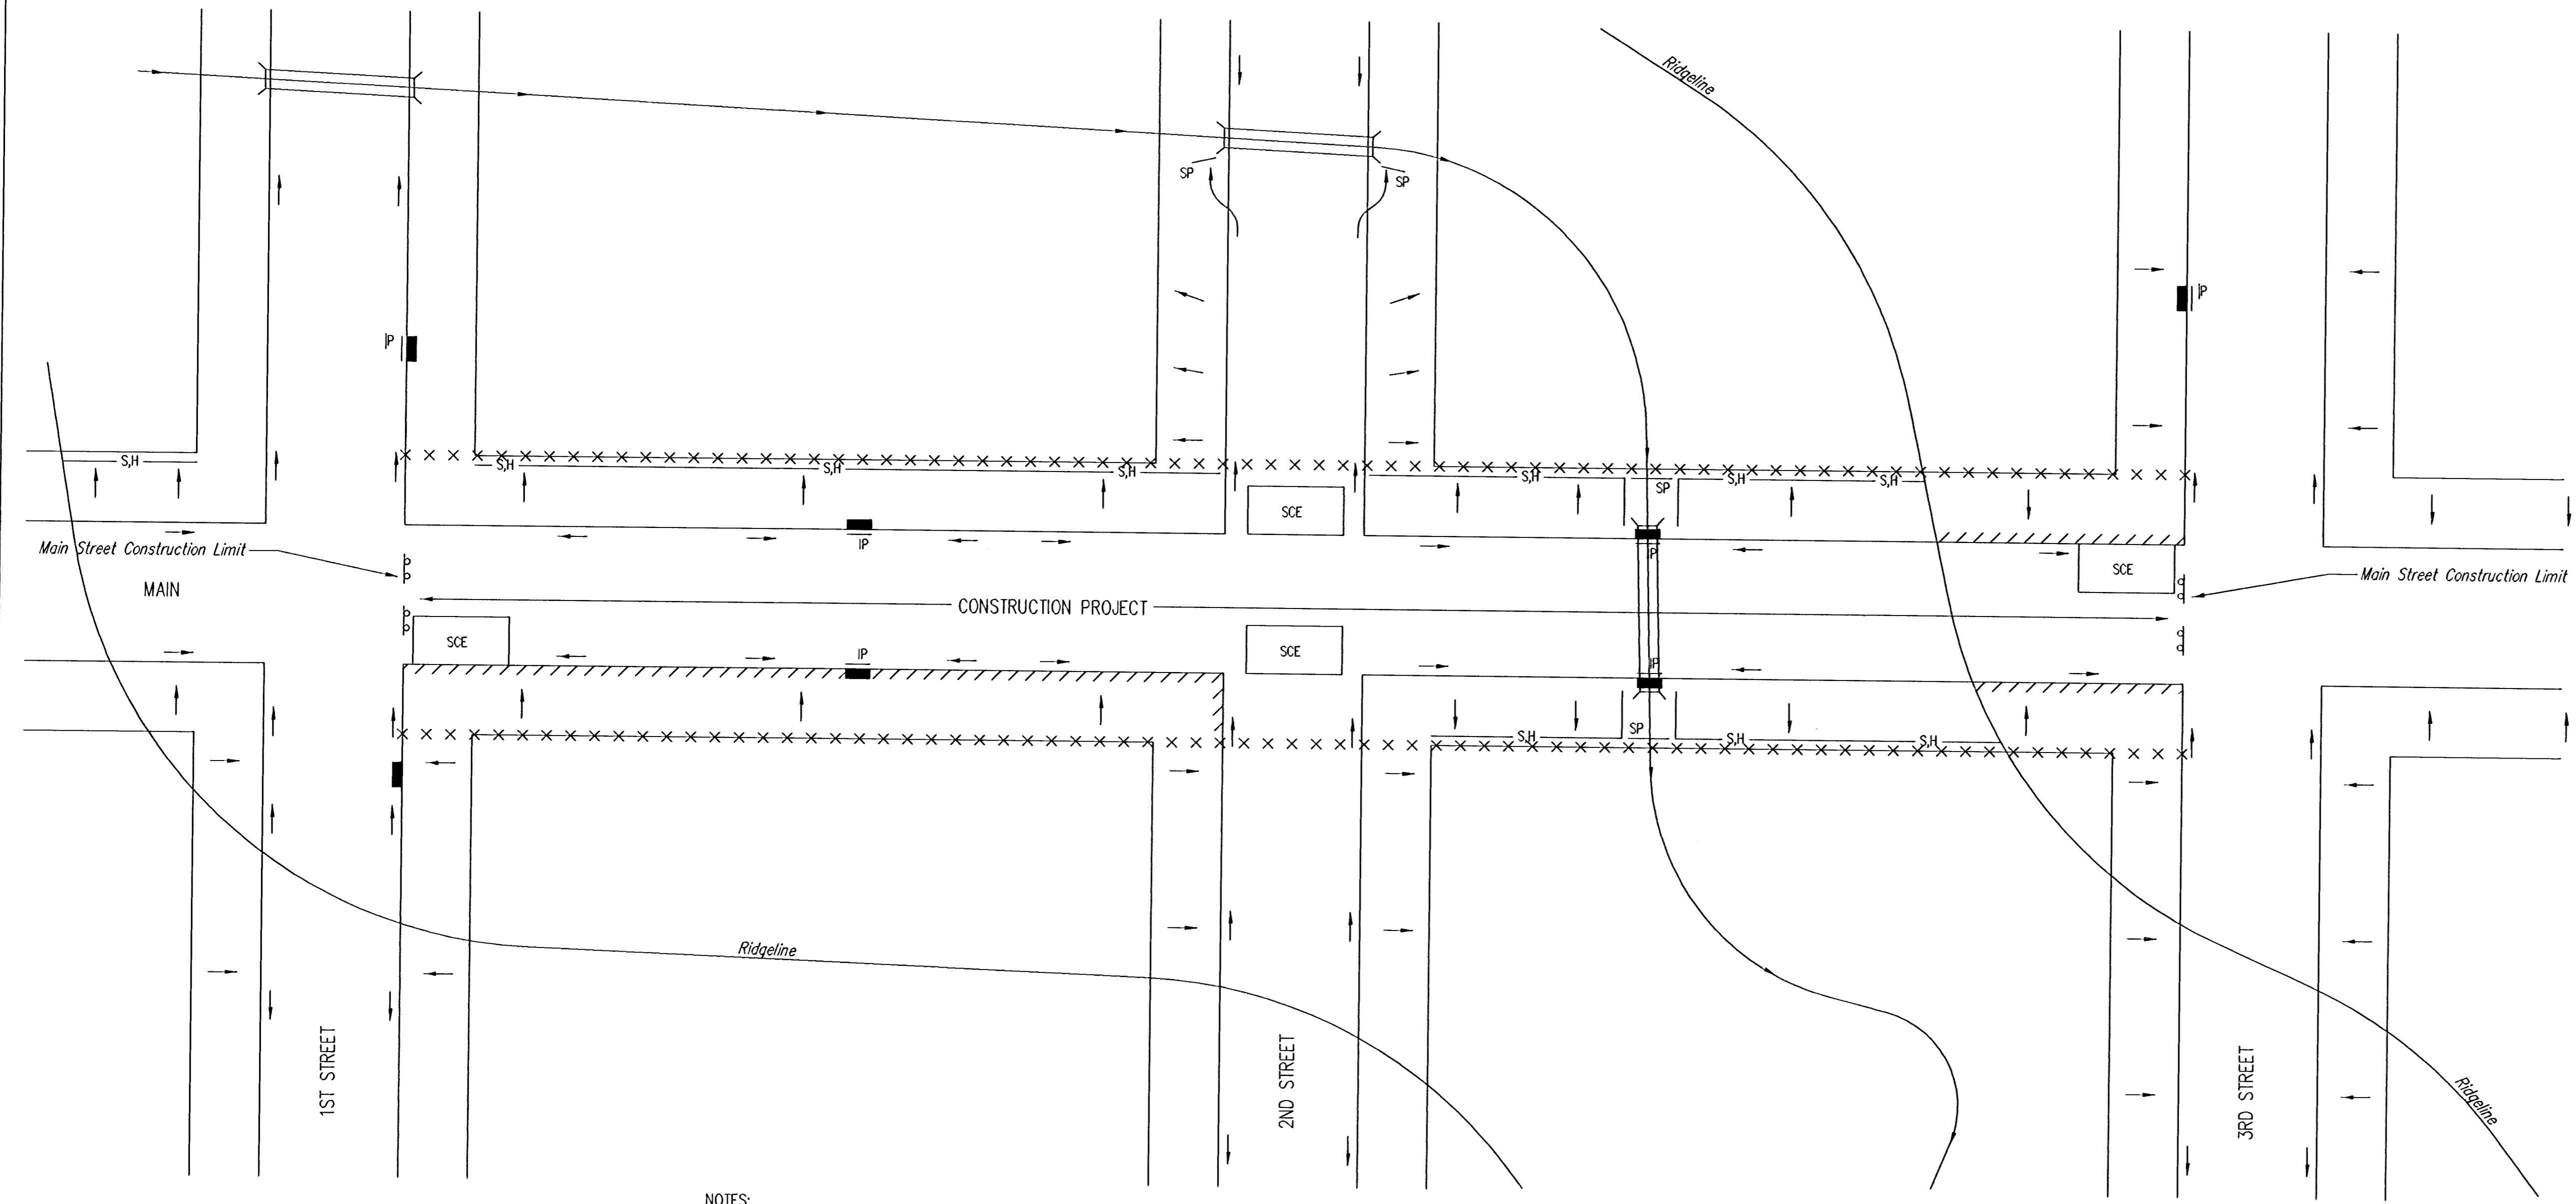 Ridgeline
SP
SP
IP
IP
S,H
S,H
S,H
S,H
S,H
SP
S,H
S,H
SCE
Main Street Construction Limit
IP
IP
SCE
Main Street Construction Limit
MAIN
CONSTRUCTION PROJECT
SCE
SCE
IP
IP
S,H
SP
S,H
S,H
Ridgeline
1ST STREET
2ND STREET
3RD STREET
Ridgeline
NOTES: